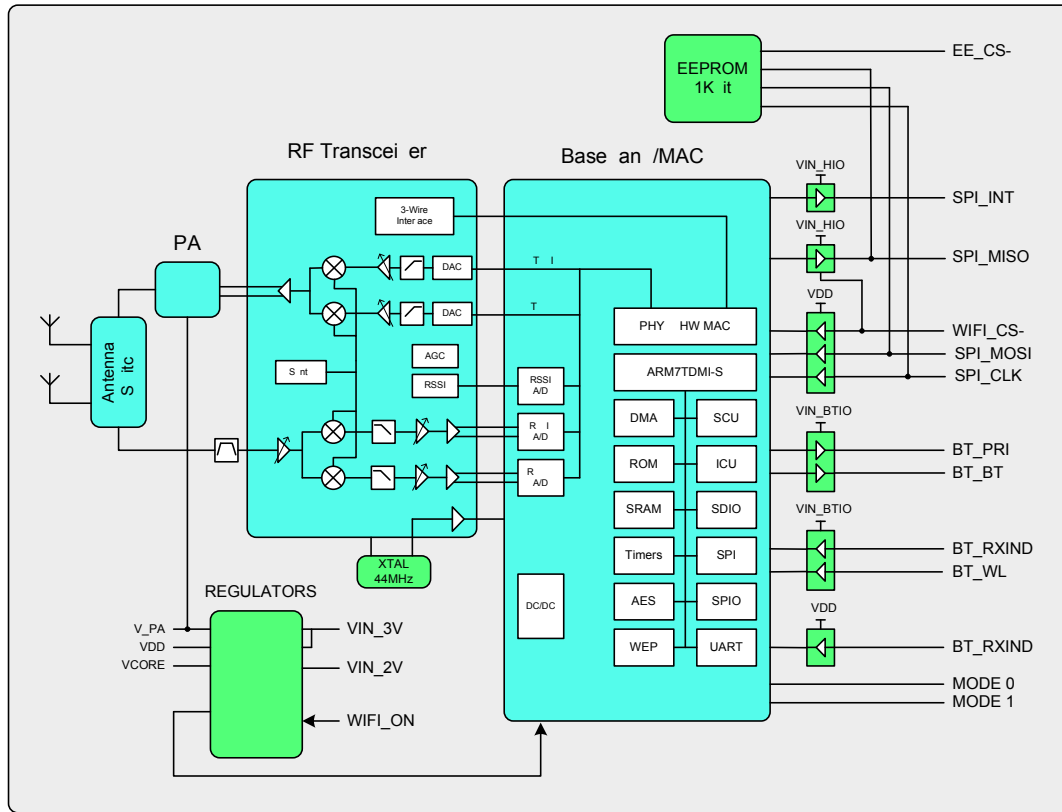 EE_CS-
EEPROM
1K it
RF Transcei er
Base an /MAC
VIN_HIO
SPI_INT
3-Wire
Inter ace
VIN_HIO
SPI_MISO
PA
DAC
T I
VDD
DAC
T
PHY HW MAC
WIFI_CS-
SPI_MOSI
SPI_CLK
Antenna
S itc
AGC
S nt
RSSI
RSSI
A/D
ARM7TDMI-S
DMA
SCU
VIN_BTIO
R I
A/D
BT_PRI
BT_BT
R
A/D
ROM
ICU
SRAM
SDIO
VIN_BTIO
XTAL
44MHz
Timers
SPI
BT_RXIND
BT_WL
REGULATORS
DC/DC
AES
SPIO
VDD
V_PA
VIN_3V
VDD
VCORE
VIN_2V
WEP
UART
BT_RXIND
MODE 0
MODE 1
WIFI_ON